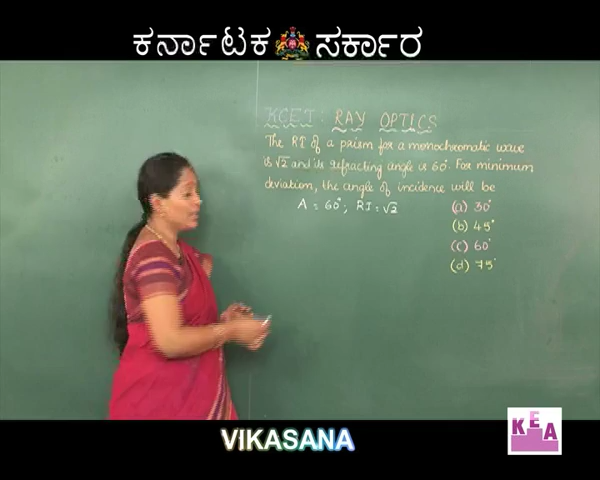 ಕರ್ನಾಟಕ ಸರ್ಕಾರ
KCET: RAY OPTICS
The RI of a prism for a monochromatic wave
is √2 and its refracting angle is 60°. For minimum
deviation, the angle of incidence will be
A = 60°; RI = √2
(a) 30°
(b) 45°
(c) 60°
(d) 75°
KEA
VIKASANA